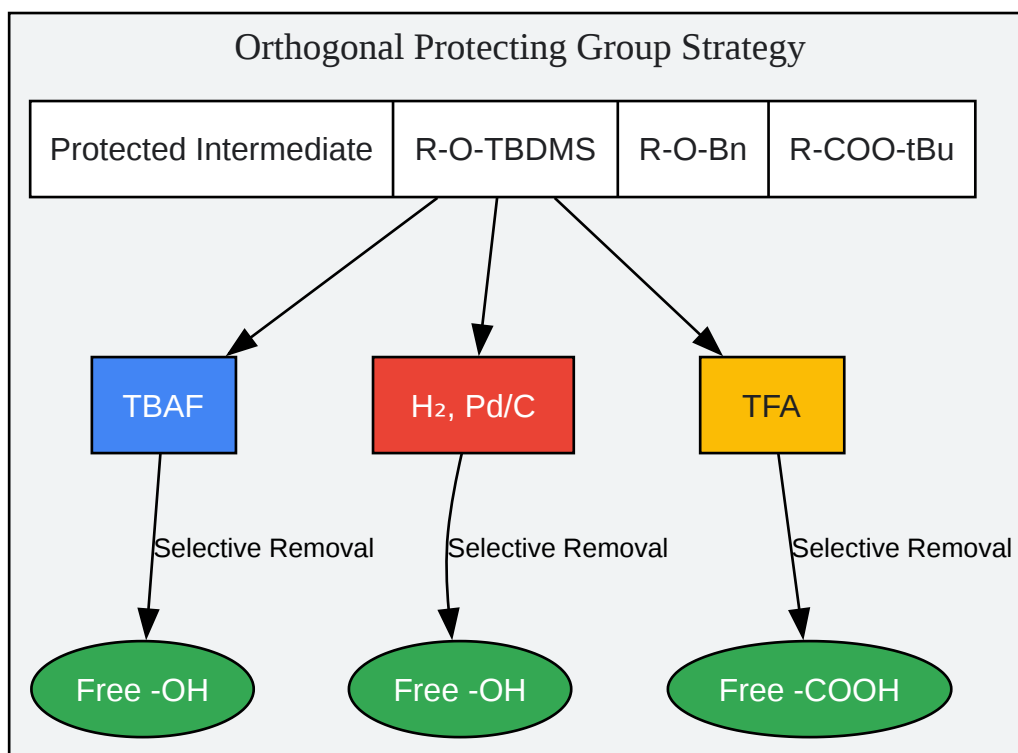 Orthogonal Protecting Group Strategy
Protected Intermediate R-O-TBDMS R-O-Bn R-COO-tBu
TBAF H₂, Pd/C TFA
Selective Removal Selective Removal Selective Removal
Free -OH Free -OH Free -COOH